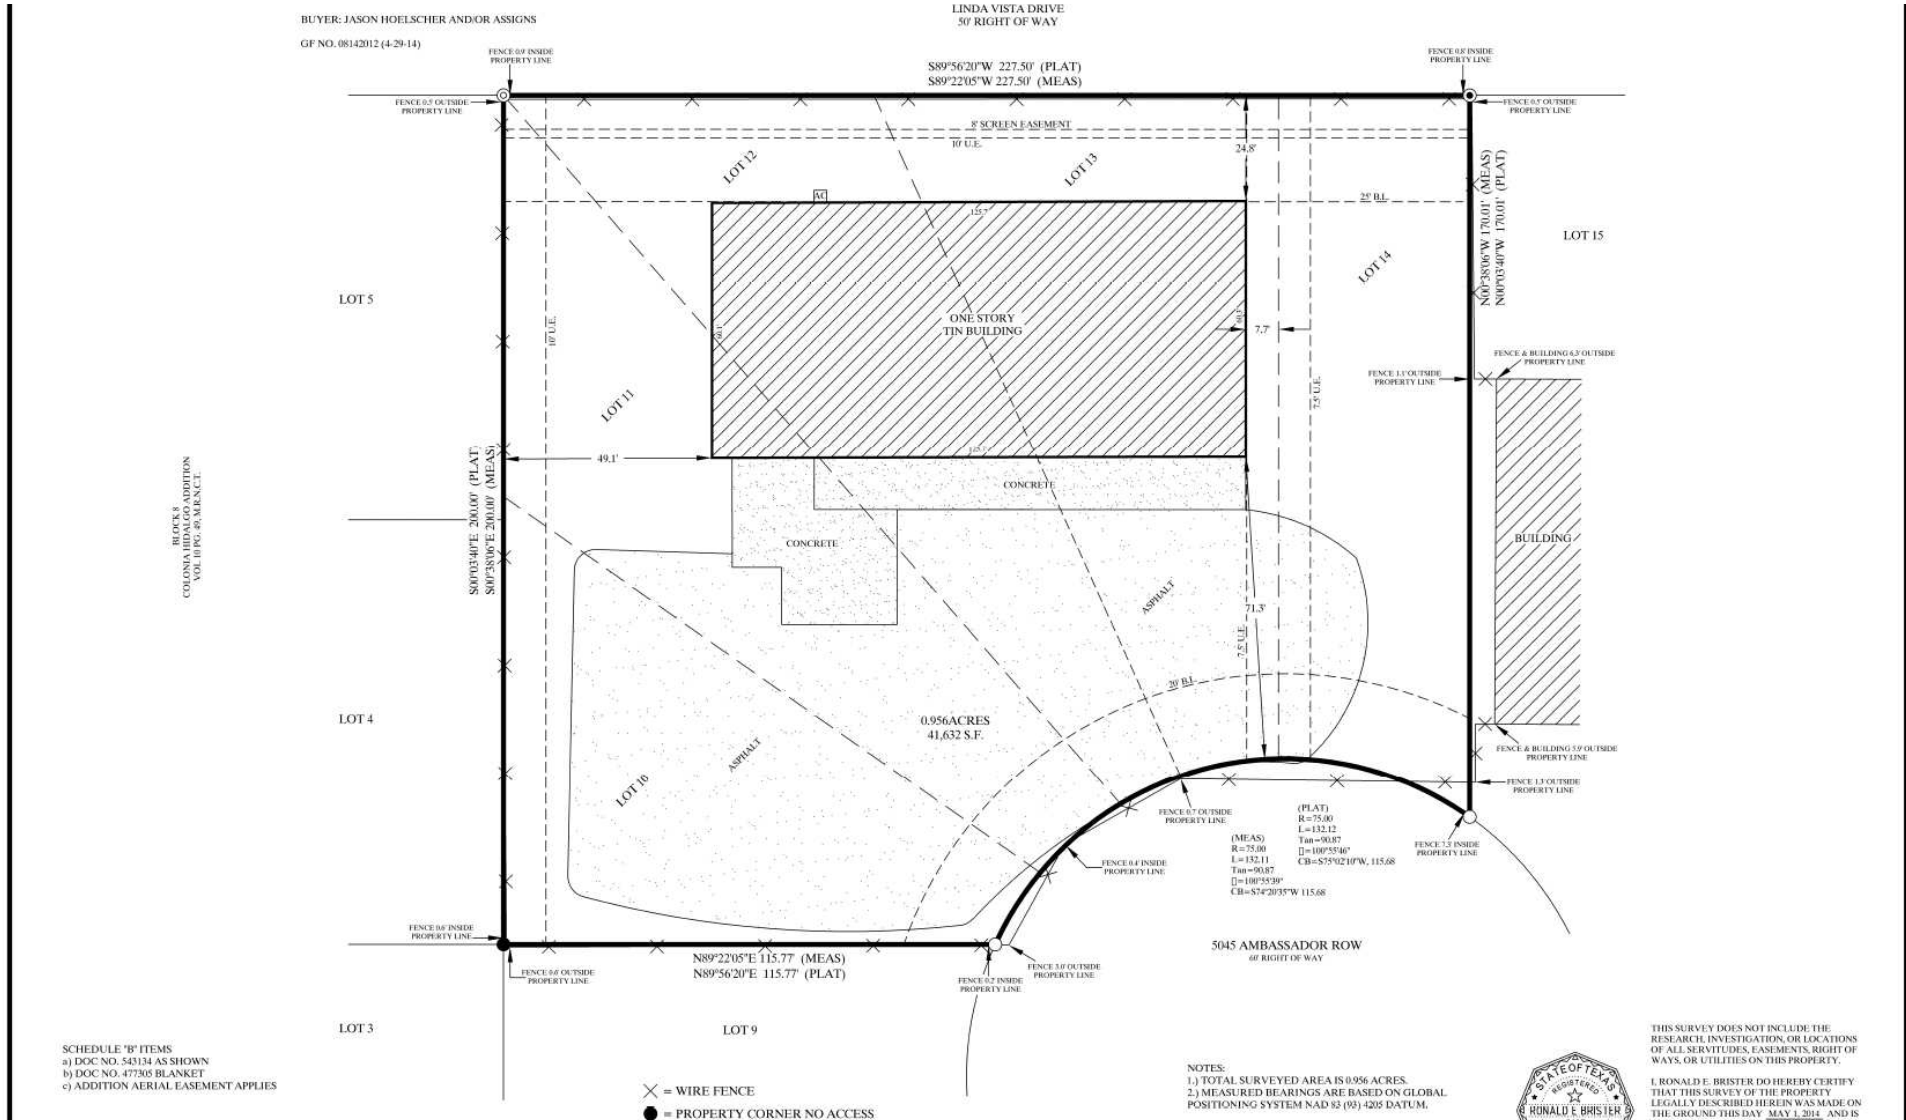 LINDA VISTA DRIVE
50' RIGHT OF WAY
BUYER: JASON HOELSCHER AND/OR ASSIGNS
GF NO. 08142012 (4-29-14)
FENCE 0.9' INSIDE
PROPERTY LINE
FENCE 0.8' INSIDE
PROPERTY LINE
S89°56'20"W 227.50' (PLAT)
S89°22'05"W 227.50' (MEAS)
FENCE 0.5' OUTSIDE
PROPERTY LINE
FENCE 0.5' OUTSIDE
PROPERTY LINE
8' SCREEN EASEMENT
10' U.E.
24.8'
LOT 12
LOT 13
AC
25' B.L.
125.7'
N00°38'06"W 170.01' (MEAS)
N00°03'40"W 170.01' (PLAT)
LOT 15
LOT 14
LOT 5
10' U.E.
60.1'
ONE STORY
TIN BUILDING
7.7'
FENCE & BUILDING 6.3' OUTSIDE
PROPERTY LINE
FENCE 1.1' OUTSIDE
PROPERTY LINE
7.5' U.E.
LOT 11
49.1'
S00°03'40"E 200.00' (PLAT)
S00°38'06"E 200.00' (MEAS)
BLOCK 8
COLONIA HIDALGO ADDITION
VOL 10 PG. 49, M.R.N.C.T.
CONCRETE
CONCRETE
BUILDING
ASPHALT
71.3'
7.5' U.E.
20' B.L.
LOT 4
0.956ACRES
41,632 S.F.
ASPHALT
LOT 10
FENCE & BUILDING 5.9' OUTSIDE
PROPERTY LINE
FENCE 1.3' OUTSIDE
PROPERTY LINE
FENCE 0.7' OUTSIDE
PROPERTY LINE
(PLAT)
R=75.00
L=132.12
Tan=90.87
▯=100°55'46"
CB=S75°02'10"W, 115.68
(MEAS)
R=75.00
L=132.11
Tan=90.87
▯=100°55'39"
CB=S74°20'35"W 115.68
FENCE 7.3' INSIDE
PROPERTY LINE
FENCE 0.4' INSIDE
PROPERTY LINE
FENCE 0.6' INSIDE
PROPERTY LINE
FENCE 0.6' OUTSIDE
PROPERTY LINE
N89°22'05"E 115.77' (MEAS)
N89°56'20"E 115.77' (PLAT)
FENCE 0.2' INSIDE
PROPERTY LINE
FENCE 3.0' OUTSIDE
PROPERTY LINE
5045 AMBASSADOR ROW
60' RIGHT OF WAY
LOT 3
LOT 9
SCHEDULE "B" ITEMS
a) DOC NO. 543134 AS SHOWN
b) DOC NO. 477305 BLANKET
c) ADDITION AERIAL EASEMENT APPLIES
= WIRE FENCE
= PROPERTY CORNER NO ACCESS
NOTES:
1.) TOTAL SURVEYED AREA IS 0.956 ACRES.
2.) MEASURED BEARINGS ARE BASED ON GLOBAL
POSITIONING SYSTEM NAD 83 (93) 4205 DATUM.
STATE OF TEXAS
REGISTERED
RONALD E BRISTER
THIS SURVEY DOES NOT INCLUDE THE
RESEARCH, INVESTIGATION, OR LOCATIONS
OF ALL SERVITUDES, EASEMENTS, RIGHT OF
WAYS, OR UTILITIES ON THIS PROPERTY.
I, RONALD E. BRISTER DO HEREBY CERTIFY
THAT THIS SURVEY OF THE PROPERTY
LEGALLY DESCRIBED HEREIN WAS MADE ON
THE GROUND THIS DAY MAY 1, 2014 AND IS